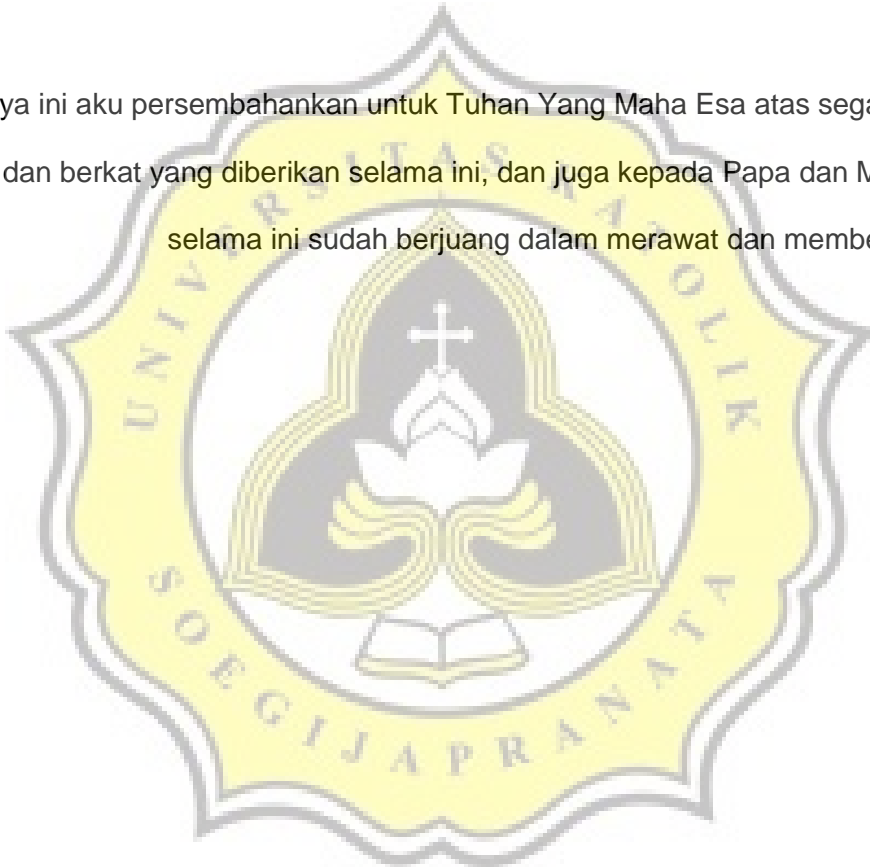 ya ini aku persembahankan untuk Tuhan Yang Maha Esa atas sega
dan berkat yang diberikan selama ini, dan juga kepada Papa dan M
selama ini sudah berjuang dalam merawat dan membe
UNIVERSITAS KATOLIK
SOEGIJAPRANATA